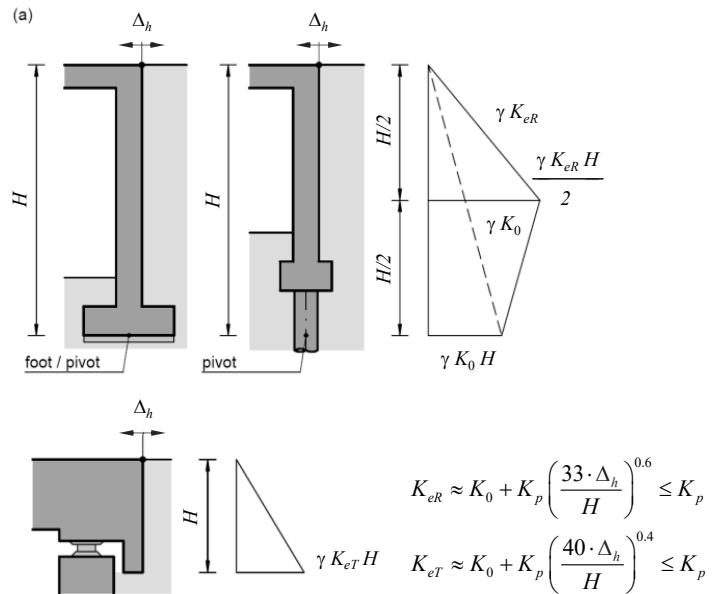 (a)
Δh
Δh
H
H
H/2
H/2
γ KeR
γ KeR H
2
γ K0
γ K0 H
foot / pivot
pivot
Δh
H
γ KeT H
KeR ≈ K0 + Kp (33 · Δh / H)^0.6 ≤ Kp
KeT ≈ K0 + Kp (40 · Δh / H)^0.4 ≤ Kp